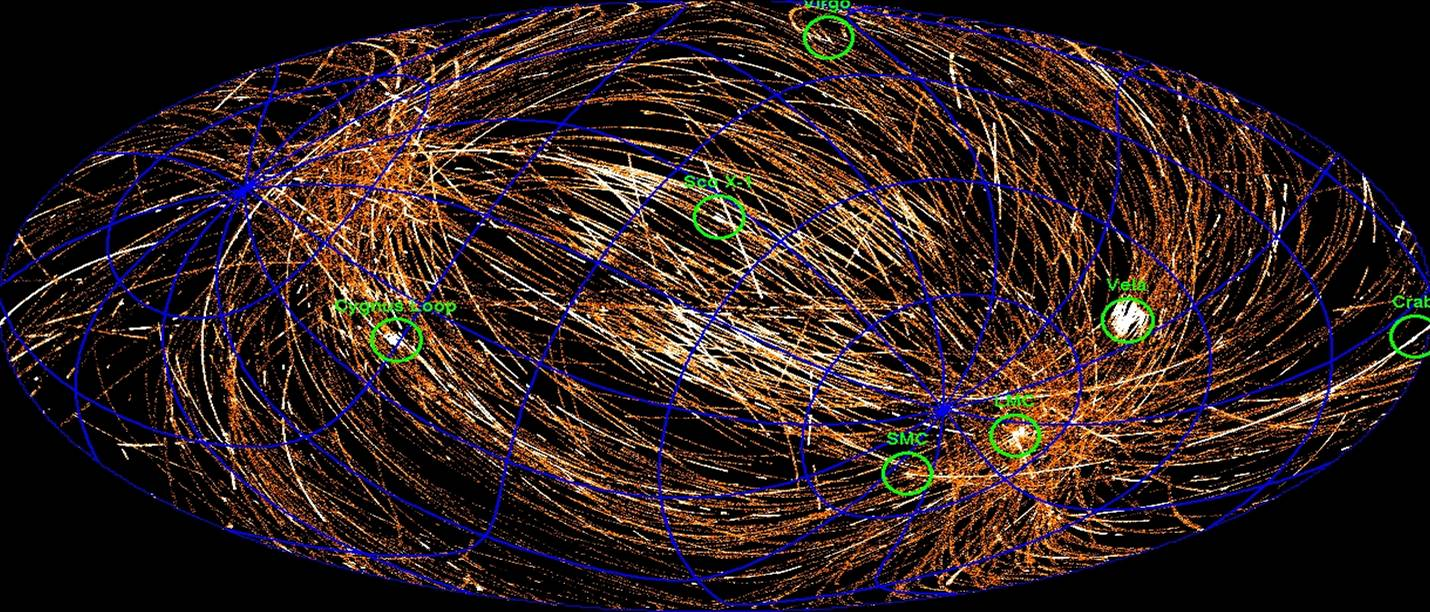 Virgo
Sco X-1
Vela
Crab
Cygnus Loop
LMC
SMC